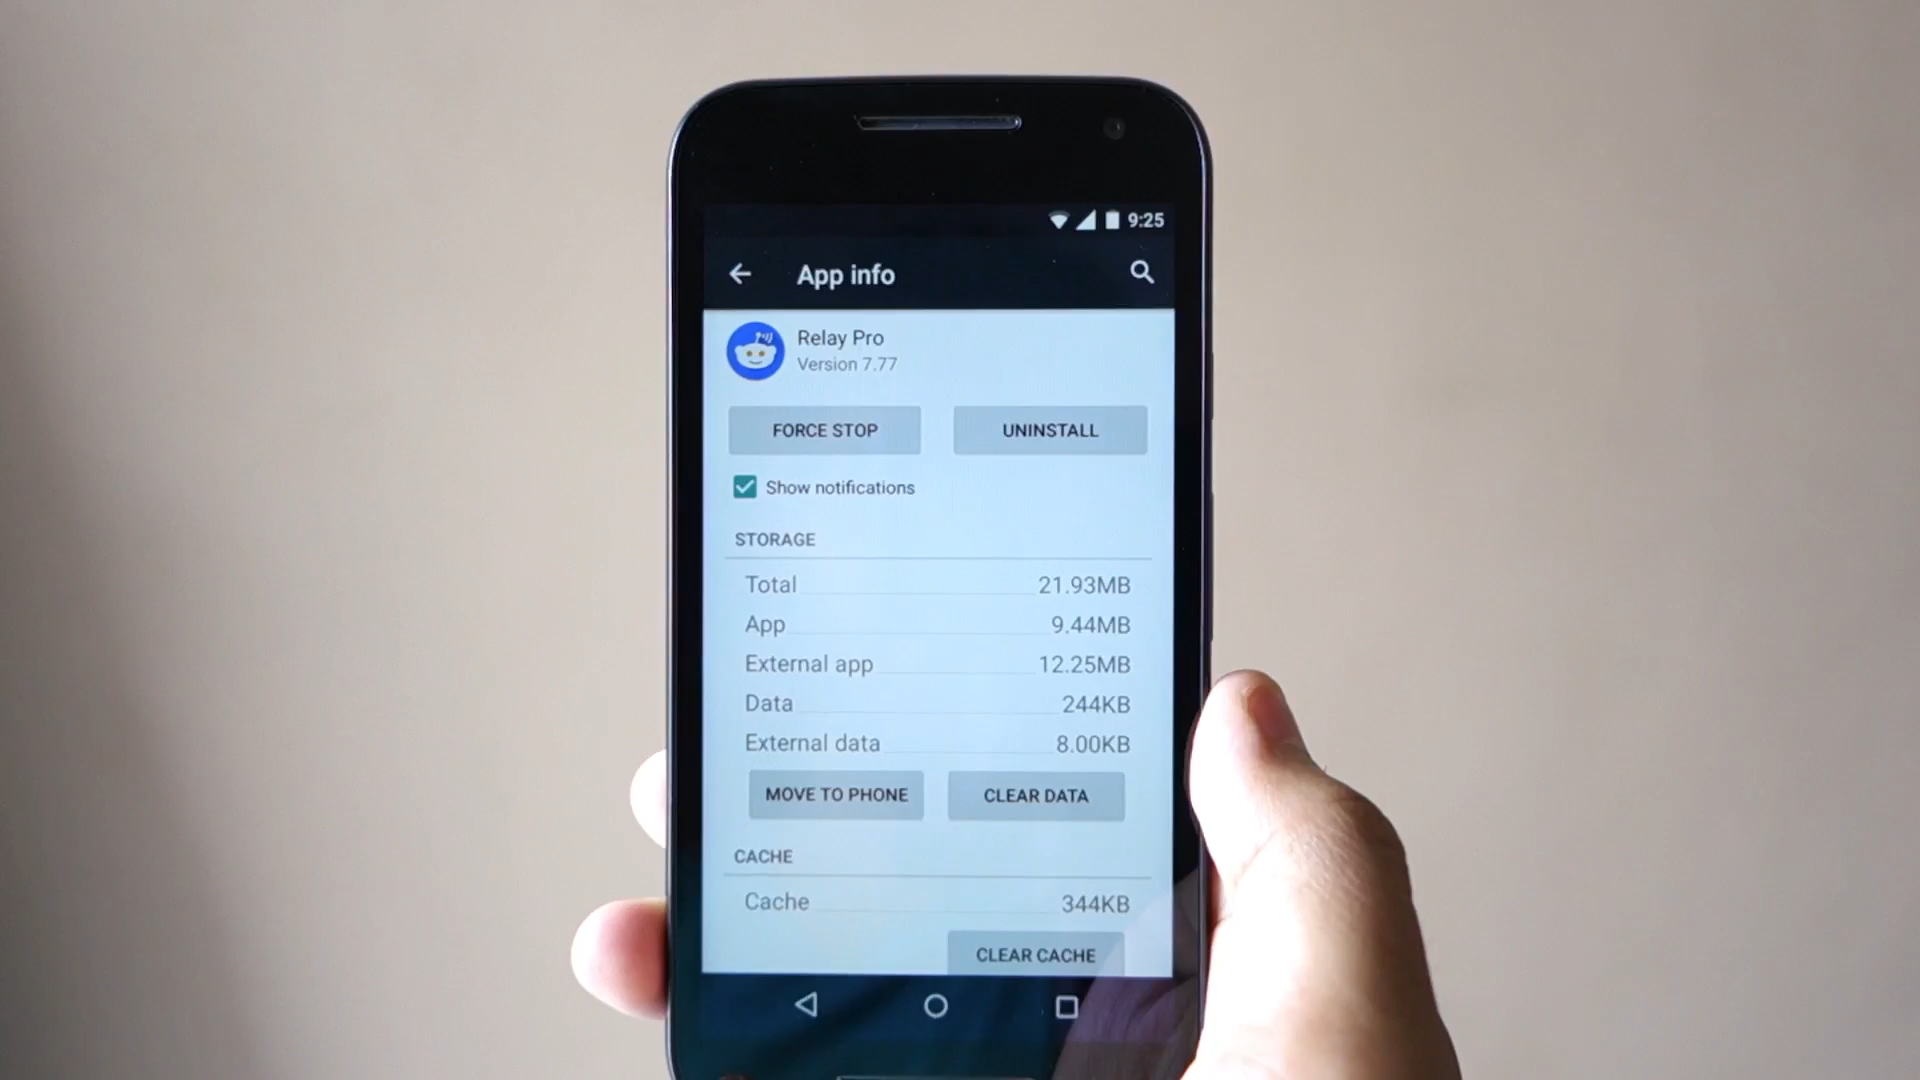 9:25
App info
Relay Pro
Version 7.77
FORCE STOP UNINSTALL
Show notifications
STORAGE
Total 21.93MB
App 9.44MB
External app 12.25MB
Data 244KB
External data 8.00KB
MOVE TO PHONE CLEAR DATA
CACHE
Cache 344KB
CLEAR CACHE